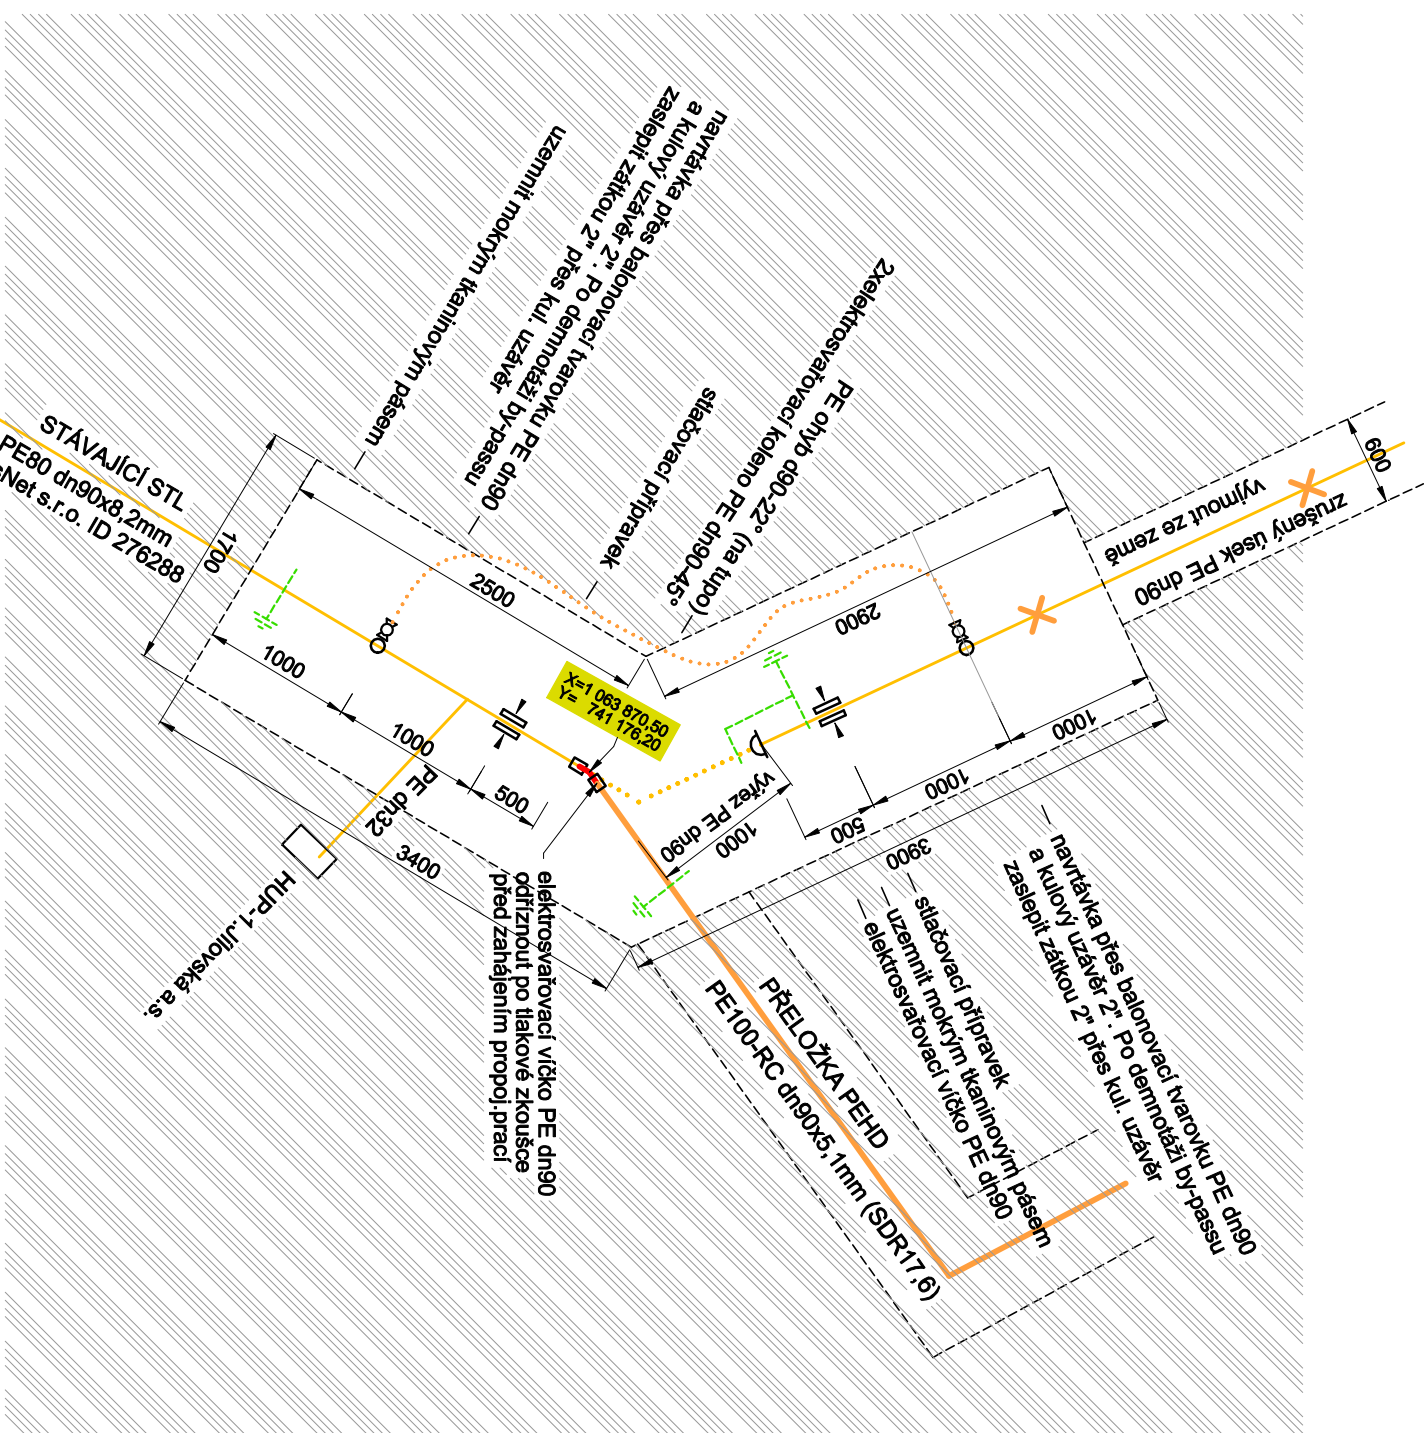 uzemnit mokrým tkaninovým pásem
navrtávka přes balonovací tvarovku PE dn90
a kulový uzávěr 2". Po demnotáži by-passu
zaslepit zátkou 2" přes kul. uzávěr
stlačovací přípravek
2xelektrosvařovací koleno PE dn90-45°
PE ohyb d90-22° (na tupo)
600
vyjmout ze země
zrušený úsek PE dn90
STÁVAJÍCÍ STL
PE80 dn90x8,2mm
Net s.r.o. ID 276288
1700
2500
2900
1000
1000
500
3400
X=1 063 870,50
Y= 741 176,20
PE dn32
HUP-1.Jílovská a.s.
výřez PE dn90
1000
500
1000
1000
3900
elektrosvařovací víčko PE dn90
odříznout po tlakové zkoušce
před zahájením propoj.prací
navrtávka přes balonovací tvarovku PE dn90
a kulový uzávěr 2". Po demnotáži by-passu
zaslepit zátkou 2" přes kul. uzávěr
stlačovací přípravek
uzemnit mokrým tkaninovým pásem
elektrosvařovací víčko PE dn90
PŘELOŽKA PEHD
PE100-RC dn90x5,1mm (SDR17,6)